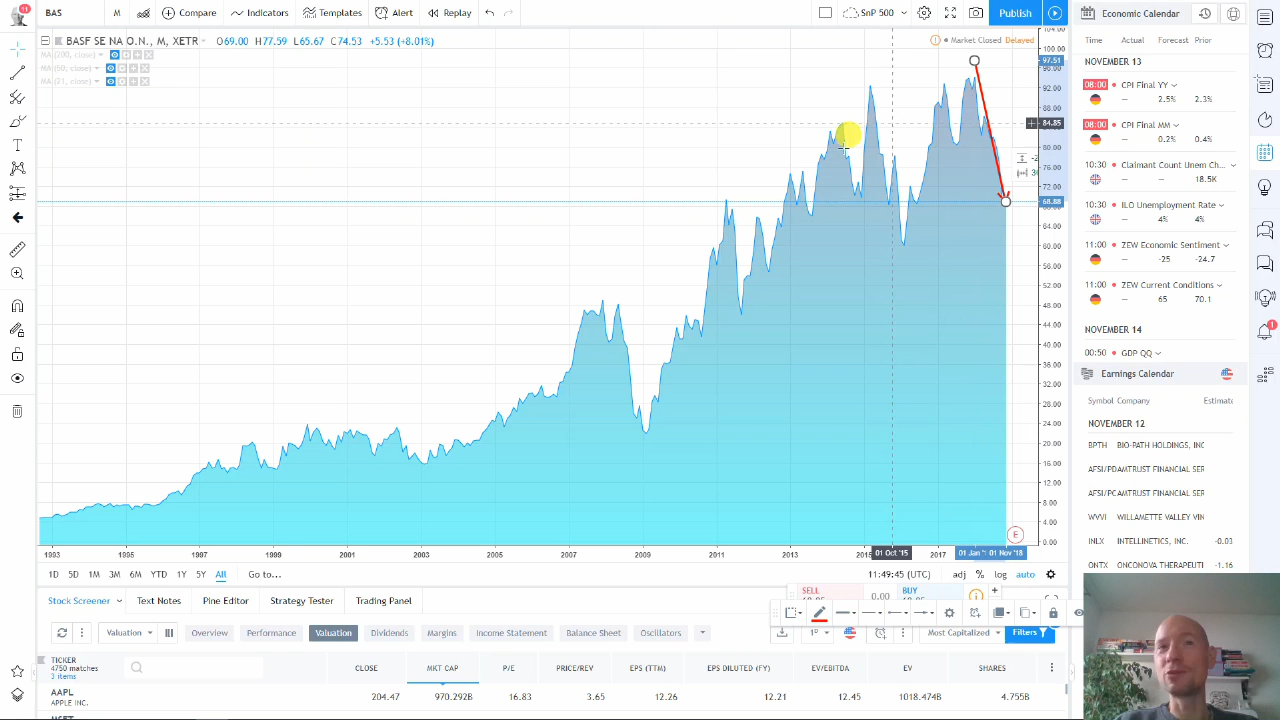 11
BAS
M
Compare
Indicators
Templates
Alert
Replay
SnP 500
Publish
Economic Calendar
BASF SE NA O.N., M, XETR
O69.00 H77.59 L65.67 C74.53 +5.53 (+8.01%)
Market Closed Delayed
MA (200, close)
MA (50, close)
MA (21, close)
104.00
100.00
97.51
96.00
92.00
88.00
84.85
80.00
76.00
72.00
68.88
64.00
60.00
56.00
52.00
48.00
44.00
40.00
36.00
32.00
28.00
24.00
20.00
16.00
12.00
8.00
4.00
0.00
E
1993 1995 1997 1999 2001 2003 2005 2007 2009 2011 2013 01 Oct '15 2017 01 Nov '18
1D 5D 1M 3M 6M YTD 1Y 5Y All Go to...
11:49:45 (UTC) adj % log auto
Time Actual Forecast Prior
NOVEMBER 13
08:00 CPI Final YY
— 2.5% 2.3%
08:00 CPI Final MM
— 0.2% 0.4%
10:30 Claimant Count Unem Ch...
— 18.5K
10:30 ILO Unemployment Rate
— 4% 4%
11:00 ZEW Economic Sentiment
— -25 -24.7
11:00 ZEW Current Conditions
— 65 70.1
NOVEMBER 14
00:50 GDP QQ
Earnings Calendar
Symbol Company Estimate
NOVEMBER 12
BPTH BIO-PATH HOLDINGS, INC
AFSI/PD AMTRUST FINANCIAL SER
AFSI/PC AMTRUST FINANCIAL SER
WVVI WILLAMETTE VALLEY VIN
INLX INTELLINETICS, INC. -0.03
ONTX ONCONOVA THERAPEUTI -1.16
1
Stock Screener
Text Notes
Pine Editor
Strategy Tester
Trading Panel
SELL
0.00
BUY
Valuation
Overview
Performance
Valuation
Dividends
Margins
Income Statement
Balance Sheet
Oscillators
1D
Most Capitalized
Filters
TICKER
4750 matches
3 items
CLOSE MKT CAP P/E PRICE/REV EPS (TTM) EPS DILUTED (FY) EV/EBITDA EV SHARES
AAPL
APPLE INC.
204.47 970.292B 16.83 3.65 12.26 12.21 12.45 1018.474B 4.755B